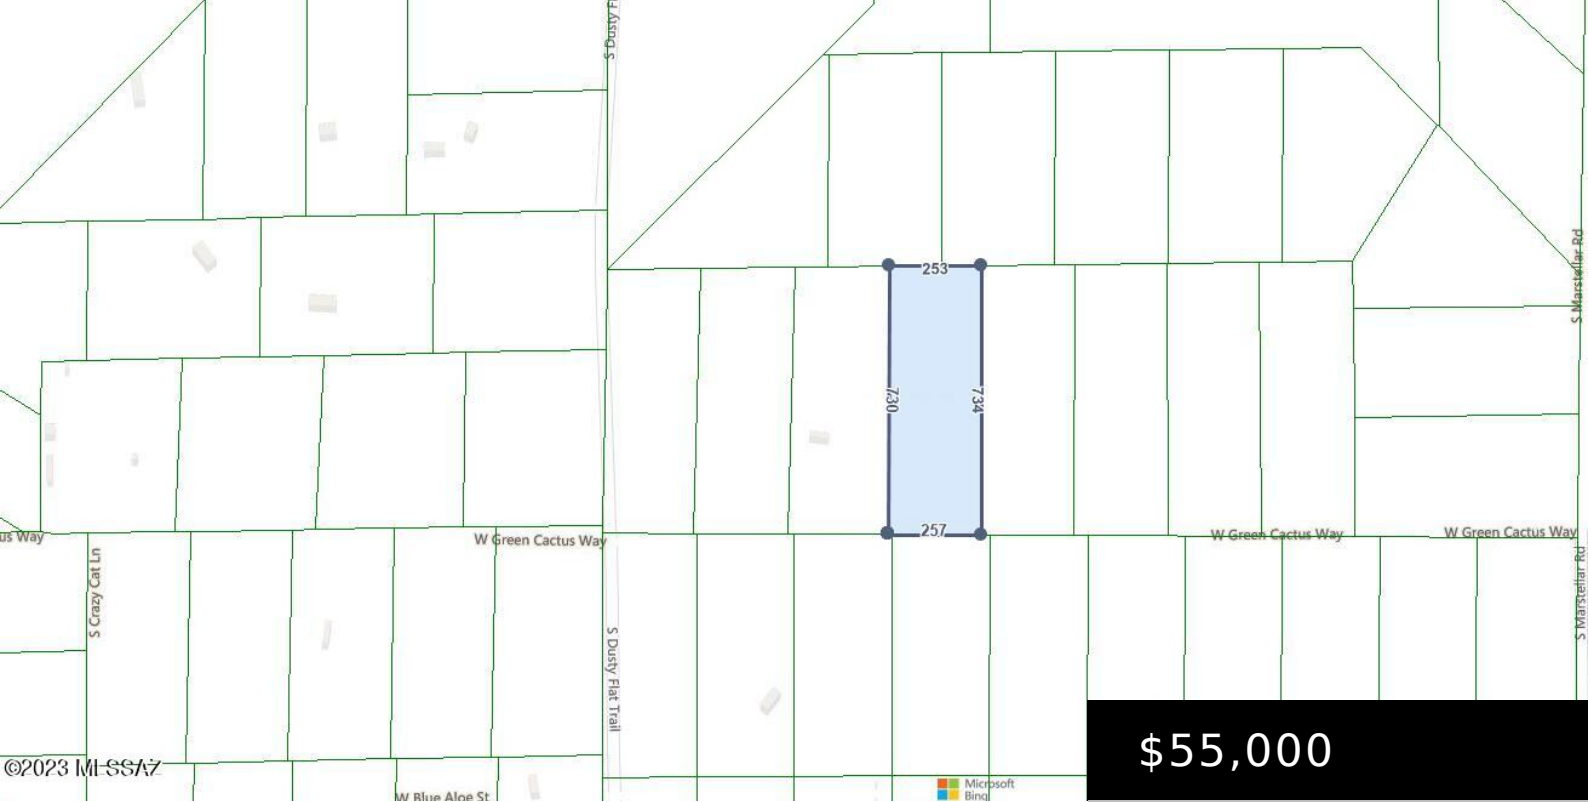 S Dusty Fl
S Marstellar Rd
253
730
734
257
us Way
W Green Cactus Way
W Green Cactus Way
W Green Cactus Way
S Crazy Cat Ln
S Dusty Flat Trail
S Marstellar Rd
$55,000
©2023 MLSSAZ
W Blue Aloe St
Microsoft
Bing